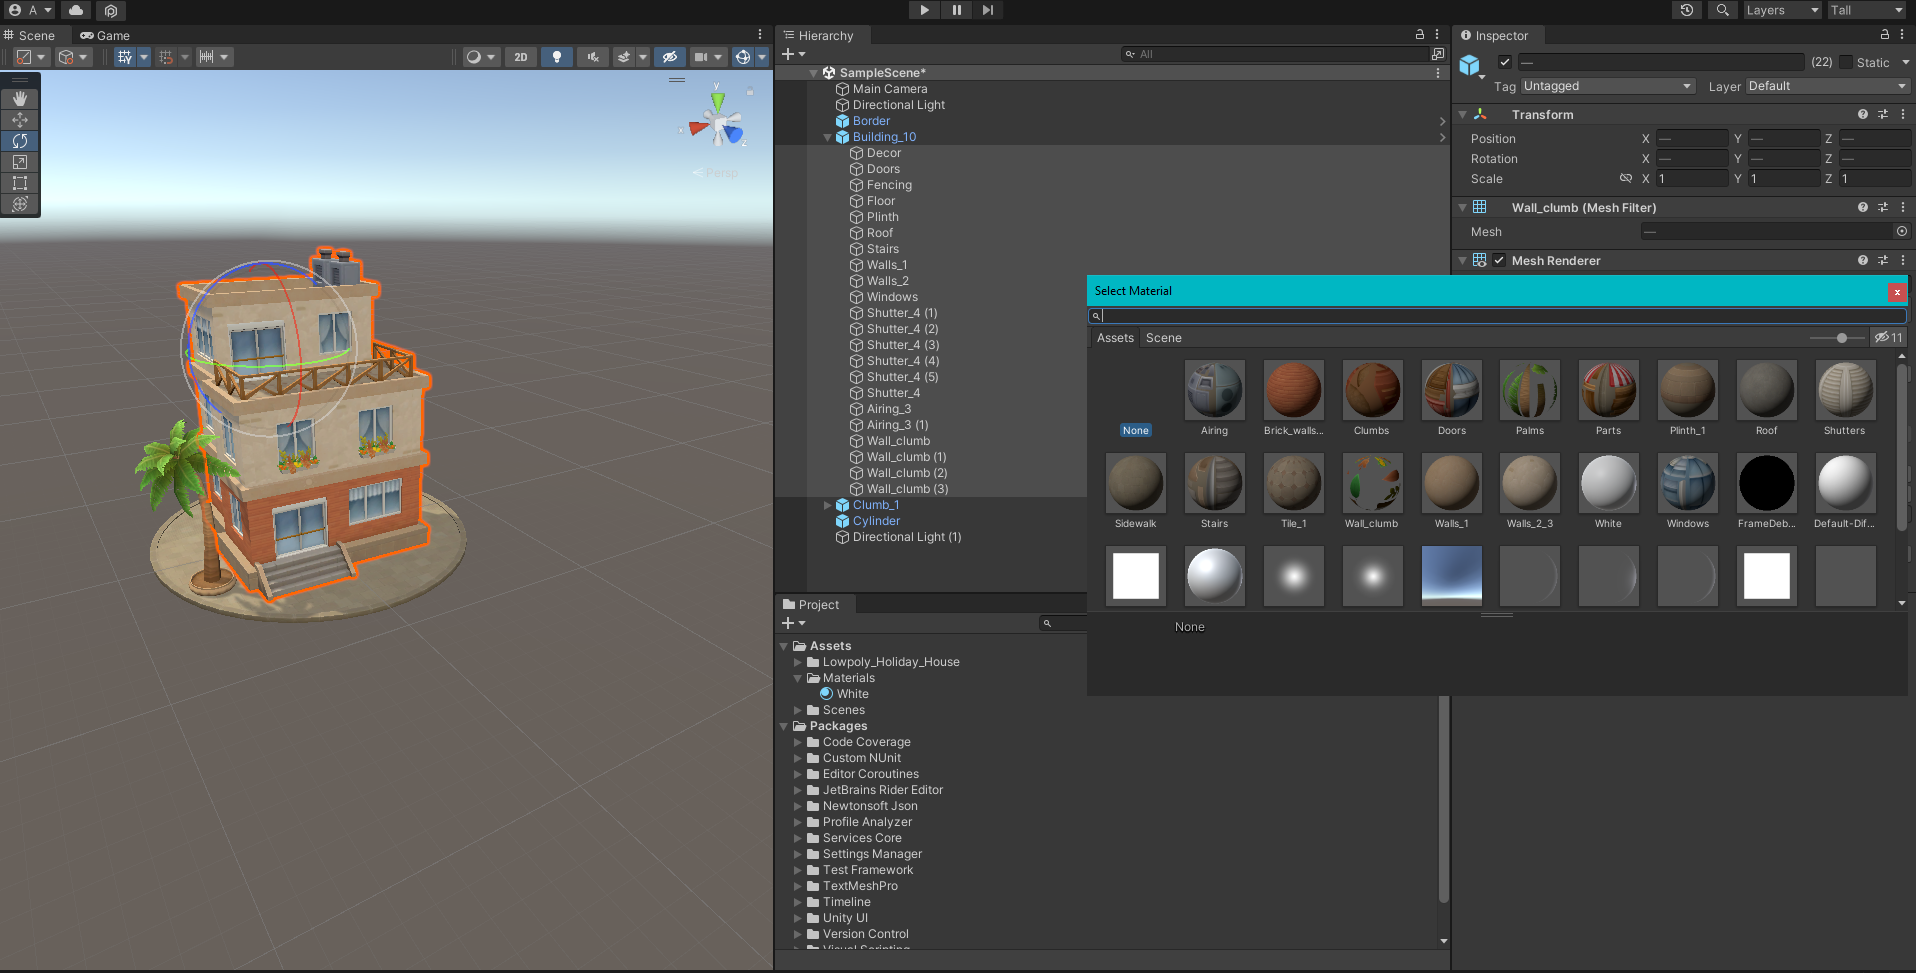 A
Layers
Tall
Scene
Game
2D
y
x
z
Persp
Hierarchy
All
SampleScene*
Main Camera
Directional Light
Border
Building_10
Decor
Doors
Fencing
Floor
Plinth
Roof
Stairs
Walls_1
Walls_2
Windows
Shutter_4 (1)
Shutter_4 (2)
Shutter_4 (3)
Shutter_4 (4)
Shutter_4 (5)
Shutter_4
Airing_3
Airing_3 (1)
Wall_clumb
Wall_clumb (1)
Wall_clumb (2)
Wall_clumb (3)
Clumb_1
Cylinder
Directional Light (1)
Project
Assets
Lowpoly_Holiday_House
Materials
White
Scenes
Packages
Code Coverage
Custom NUnit
Editor Coroutines
JetBrains Rider Editor
Newtonsoft Json
Profile Analyzer
Services Core
Settings Manager
Test Framework
TextMeshPro
Timeline
Unity UI
Version Control
Visual Scripting
Inspector
— (22) Static
Tag Untagged Layer Default
Transform
Position X — Y — Z —
Rotation X — Y — Z —
Scale X 1 Y 1 Z 1
Wall_clumb (Mesh Filter)
Mesh —
Mesh Renderer
Select Material
x
Assets Scene 11
None Airing Brick_walls... Clumbs Doors Palms Parts Plinth_1 Roof Shutters
Sidewalk Stairs Tile_1 Wall_clumb Walls_1 Walls_2_3 White Windows FrameDeb... Default-Dif...
None